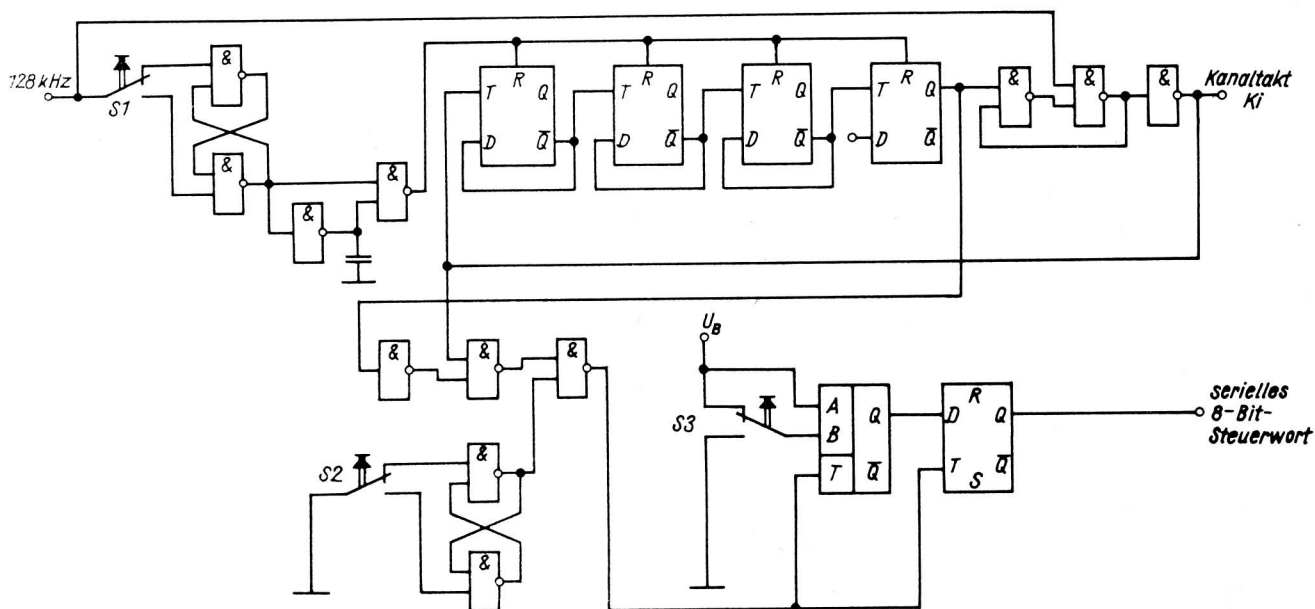 128 kHz
S1
&
&
&
&
T R Q
D Q̅
T R Q
D Q̅
T R Q
D Q̅
T R Q
D Q̅
&
&
&
Kanaltakt
Ki
&
&
&
S2
&
&
U_B
S3
A Q
B
T Q̅
R
D Q
T Q̅
S
serielles
8-Bit-
Steuerwort